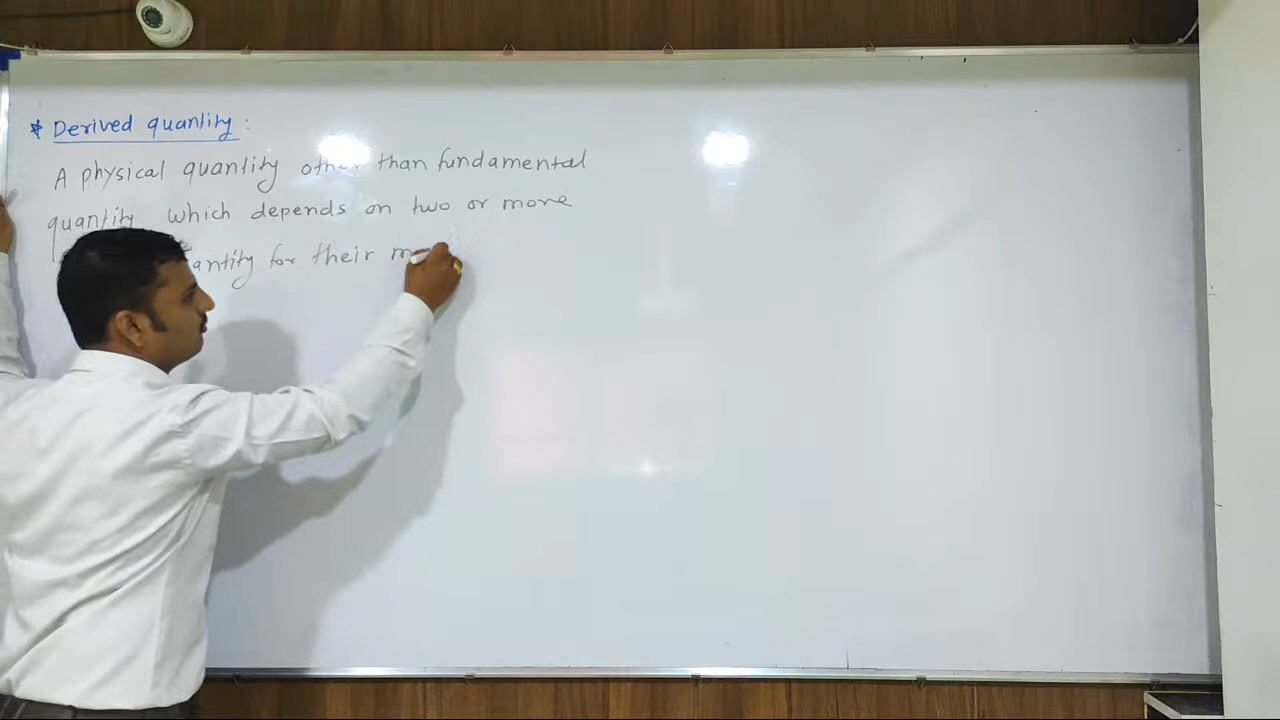 * Derived quantity :
A physical quantity other than fundamental
quantity which depends on two or more
antity for their m